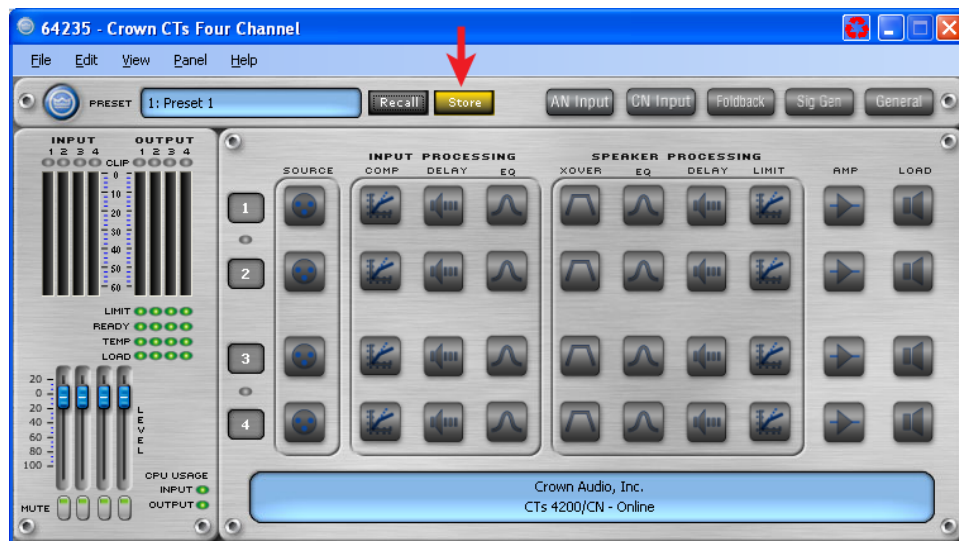 64235 - Crown CTs Four Channel
File Edit View Panel Help
PRESET 1: Preset 1 Recall Store AN Input CN Input Foldback Sig Gen General
INPUT OUTPUT
1 2 3 4 1 2 3 4
CLIP
0
10
20
30
40
50
60
LIMIT
READY
TEMP
LOAD
20
0
20
40
60
80
100
LEVEL
CPU USAGE
INPUT
OUTPUT
MUTE
INPUT PROCESSING SPEAKER PROCESSING
SOURCE COMP DELAY EQ XOVER EQ DELAY LIMIT AMP LOAD
1
2
3
4
Crown Audio, Inc.
CTs 4200/CN - Online